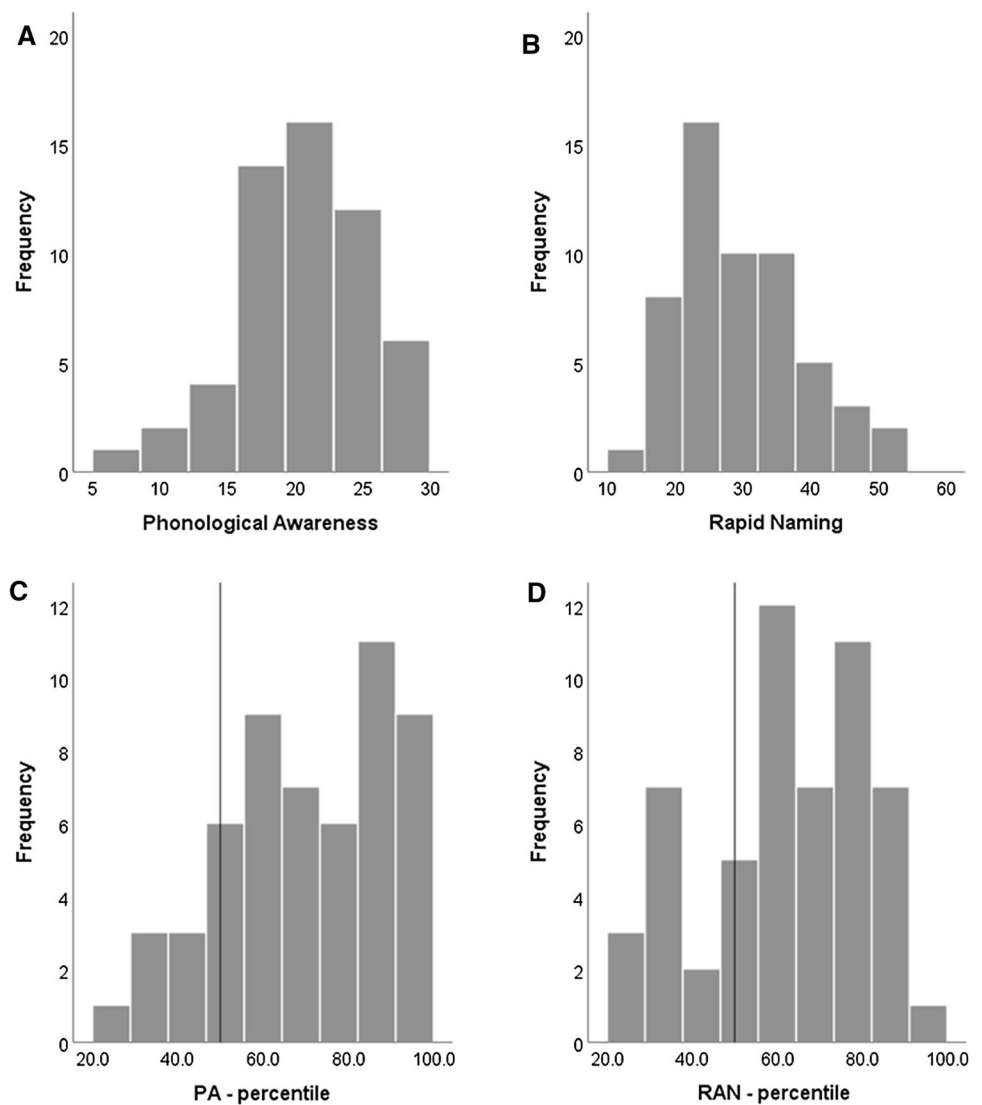 A
Frequency
20
15
10
5
0
5 10 15 20 25 30
Phonological Awareness
B
Frequency
20
15
10
5
0
10 20 30 40 50 60
Rapid Naming
C
Frequency
12
10
8
6
4
2
0
20.0 40.0 60.0 80.0 100.0
PA - percentile
D
Frequency
12
10
8
6
4
2
0
20.0 40.0 60.0 80.0 100.0
RAN - percentile